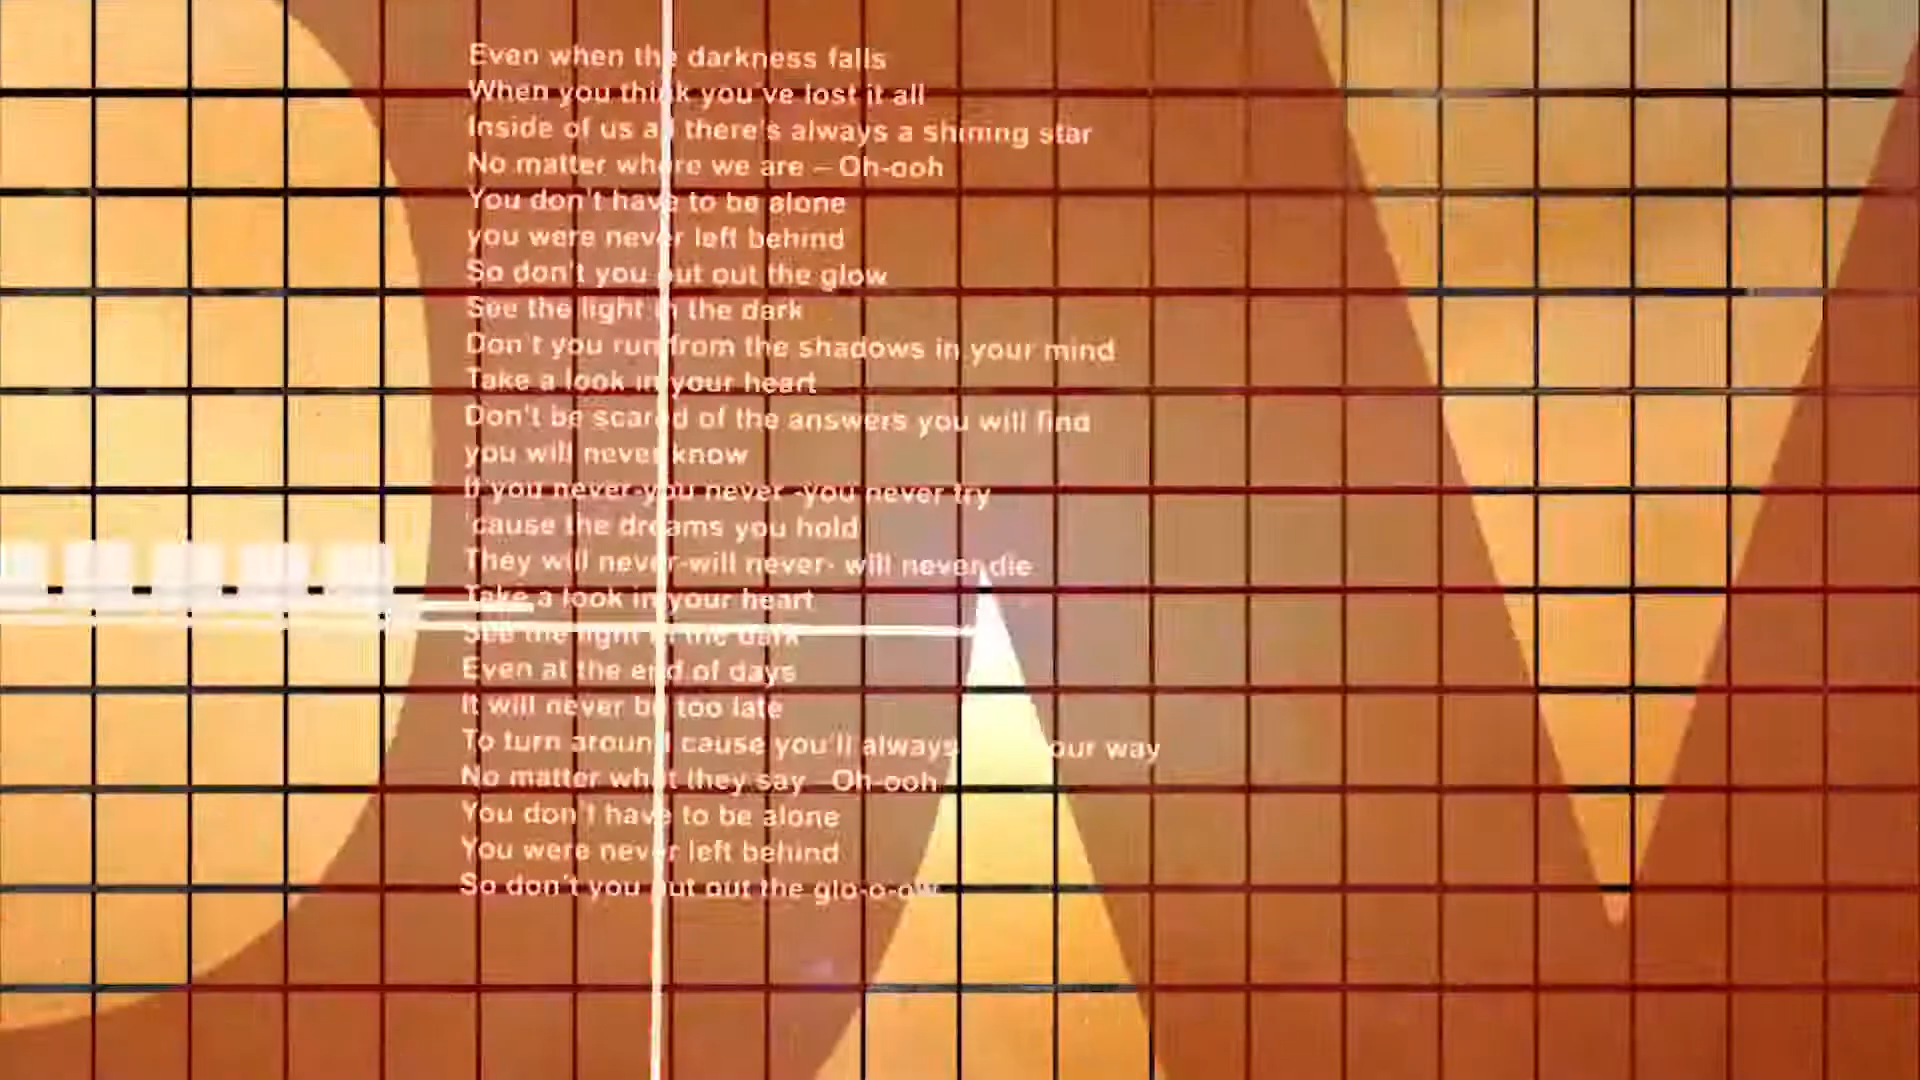 Even when the darkness falls
When you think you've lost it all
Inside of us all there's always a shining star
No matter where we are – Oh-ooh
You don't have to be alone
you were never left behind
So don't you put out the glow
See the light in the dark
Don't you run from the shadows in your mind
Take a look in your heart
Don't be scared of the answers you will find
you will never know
If you never-you never -you never try
'cause the dreams you hold
They will never-will never- will never die
Take a look in your heart
See the light in the dark
Even at the end of days
It will never be too late
To turn around cause you'll always our way
No matter what they say – Oh-ooh
You don't have to be alone
You were never left behind
So don't you put out the glo-o-ow